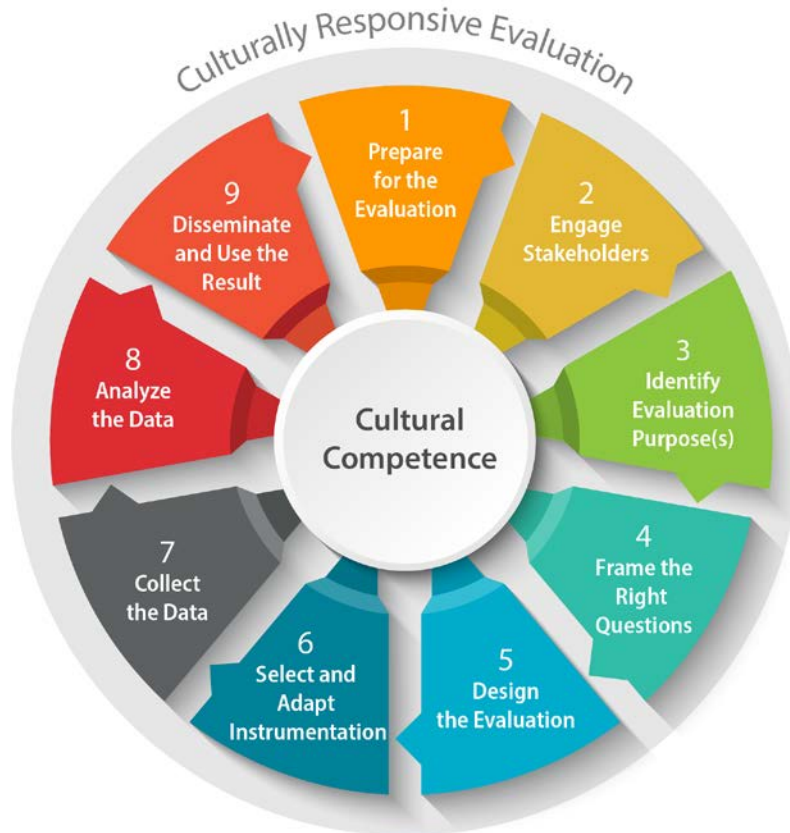 Culturally Responsive Evaluation
1
Prepare
for the
Evaluation
2
Engage
Stakeholders
3
Identify
Evaluation
Purpose(s)
4
Frame the
Right
Questions
5
Design
the Evaluation
6
Select and
Adapt
Instrumentation
7
Collect
the Data
8
Analyze
the Data
9
Disseminate
and Use the
Result
Cultural
Competence